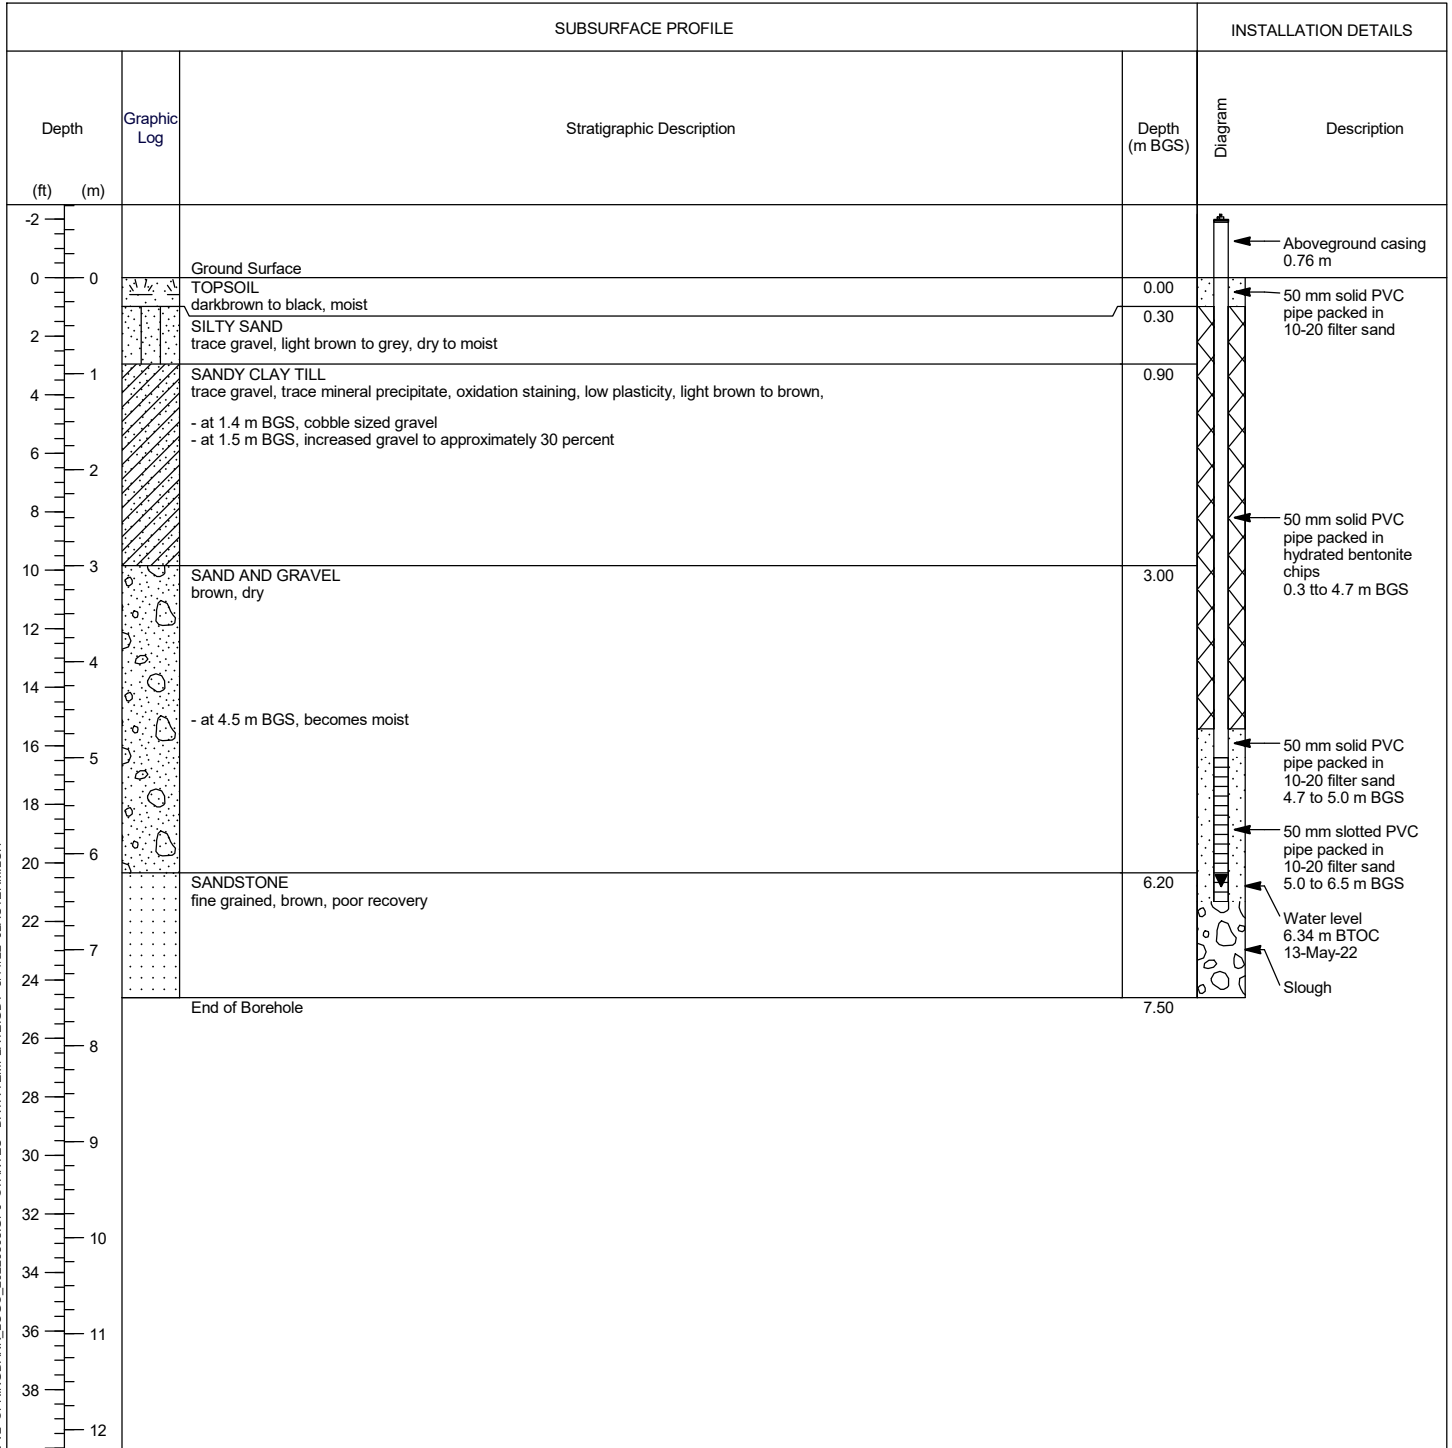 SUBSURFACE PROFILE
INSTALLATION DETAILS
Depth
Graphic
Log
Stratigraphic Description
Depth
(m BGS)
Diagram
Description
(ft) (m)
-2
Aboveground casing
0.76 m
Ground Surface
0 0
TOPSOIL
darkbrown to black, moist
0.00
50 mm solid PVC
pipe packed in
10-20 filter sand
0.30
SILTY SAND
trace gravel, light brown to grey, dry to moist
2
1
SANDY CLAY TILL
0.90
trace gravel, trace mineral precipitate, oxidation staining, low plasticity, light brown to brown,
4
- at 1.4 m BGS, cobble sized gravel
- at 1.5 m BGS, increased gravel to approximately 30 percent
6
2
8
50 mm solid PVC
pipe packed in
hydrated bentonite
chips
0.3 tto 4.7 m BGS
10
3
SAND AND GRAVEL
3.00
brown, dry
12
4
14
- at 4.5 m BGS, becomes moist
16
5
50 mm solid PVC
pipe packed in
10-20 filter sand
4.7 to 5.0 m BGS
18
50 mm slotted PVC
pipe packed in
10-20 filter sand
5.0 to 6.5 m BGS
6
20
SANDSTONE
6.20
fine grained, brown, poor recovery
22
Water level
6.34 m BTOC
13-May-22
7
24
Slough
End of Borehole
7.50
26
8
28
9
30
32
10
34
36
11
38
12